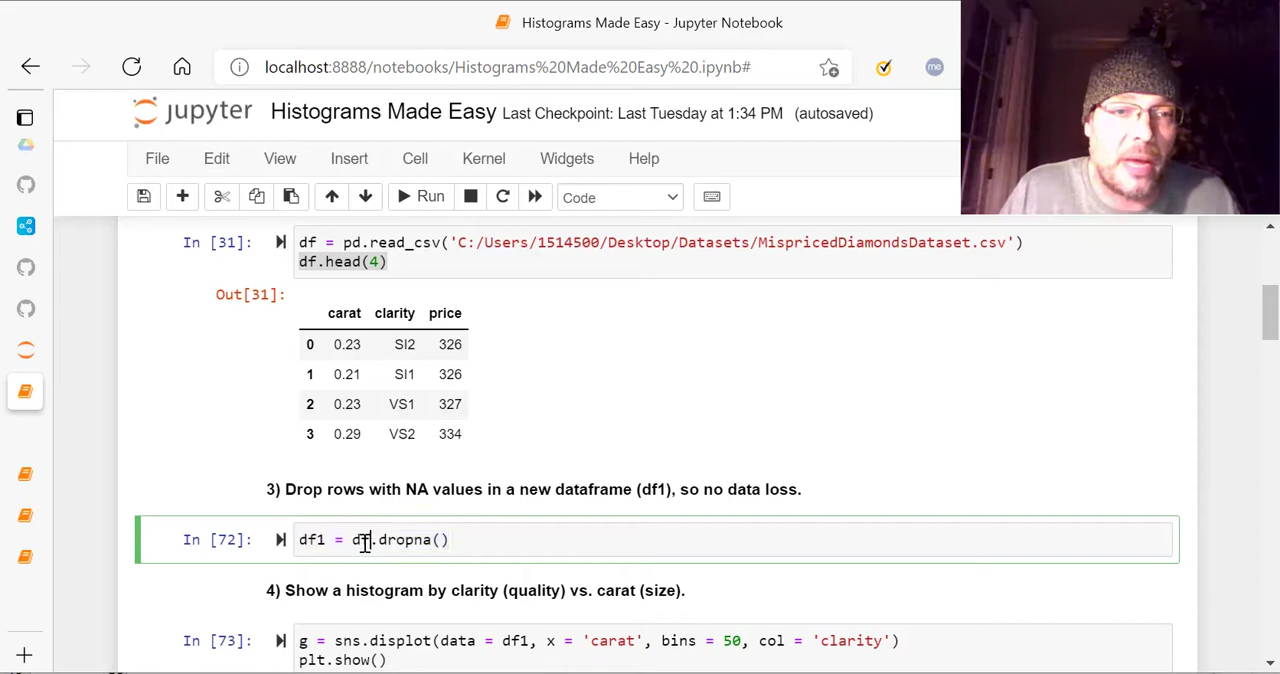 Histograms Made Easy - Jupyter Notebook
localhost:8888/notebooks/Histograms%20Made%20Easy%20.ipynb#
me
jupyter Histograms Made Easy Last Checkpoint: Last Tuesday at 1:34 PM (autosaved)
File Edit View Insert Cell Kernel Widgets Help
Run Code
In [31]: df = pd.read_csv('C:/Users/1514500/Desktop/Datasets/MispricedDiamondsDataset.csv')
df.head(4)
Out[31]:
carat clarity price
0 0.23 SI2 326
1 0.21 SI1 326
2 0.23 VS1 327
3 0.29 VS2 334
3) Drop rows with NA values in a new dataframe (df1), so no data loss.
In [72]: df1 = df.dropna()
4) Show a histogram by clarity (quality) vs. carat (size).
In [73]: g = sns.displot(data = df1, x = 'carat', bins = 50, col = 'clarity')
plt.show()